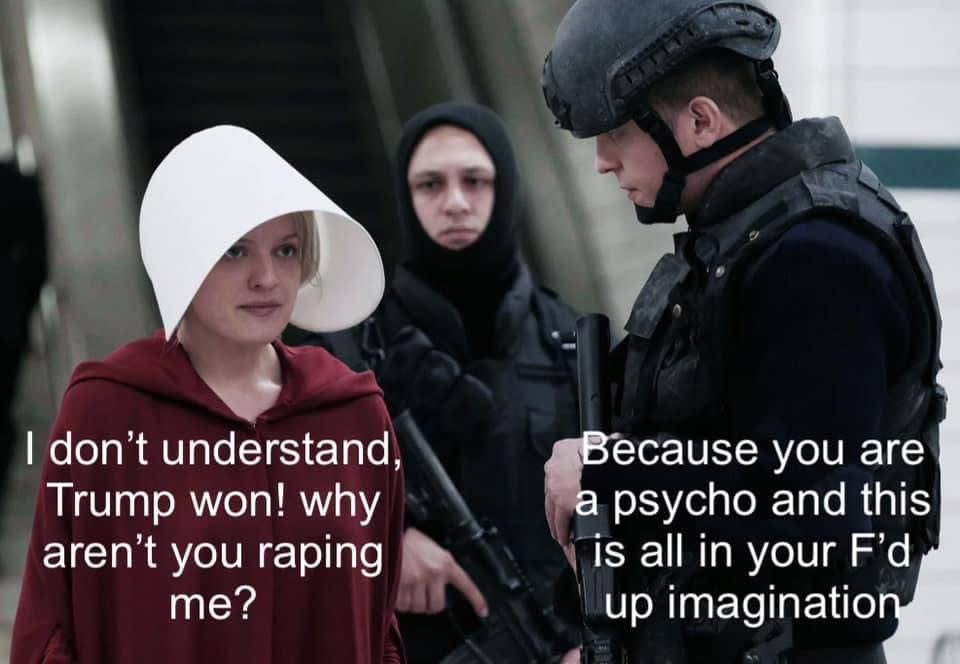 I don't understand,
Trump won! why
aren't you raping
me?
Because you are
a psycho and this
is all in your F'd
up imagination